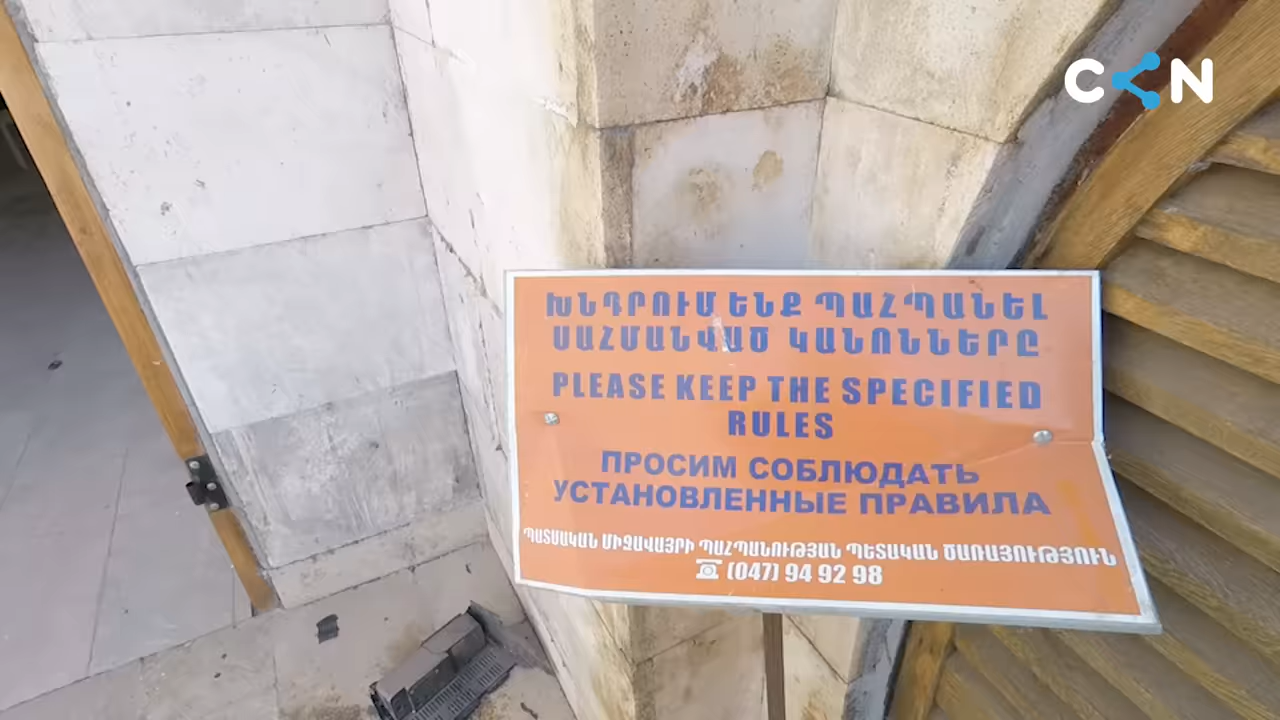 CCN
ԽՆԴՐՈՒՄ ԵՆՔ ՊԱՀՊԱՆԵԼ
ՍԱՀՄԱՆՎԱԾ ԿԱՆՈՆՆԵՐԸ
PLEASE KEEP THE SPECIFIED
RULES
ПРОСИМ СОБЛЮДАТЬ
УСТАНОВЛЕННЫЕ ПРАВИЛА
ՊԱՏՄԱԿԱՆ ՄԻՋԱՎԱՅՐԻ ՊԱՀՊԱՆՈՒԹՅԱՆ ՊԵՏԱԿԱՆ ԾԱՌԱՅՈՒԹՅՈՒՆ
☎ (047) 94 92 98